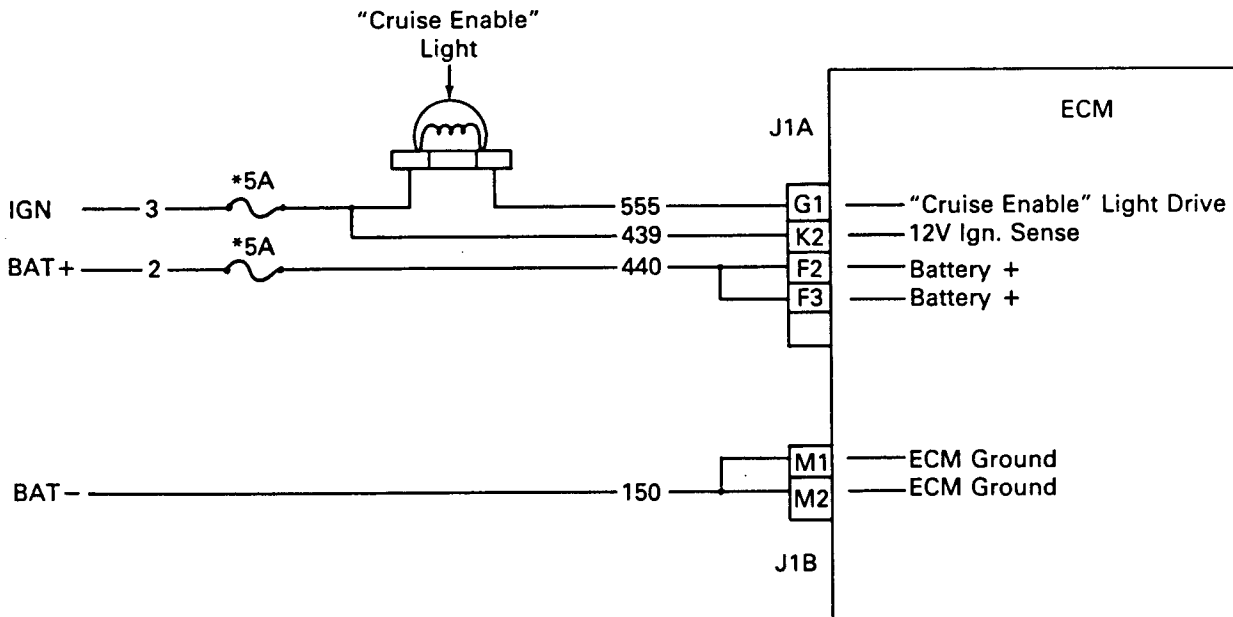 “Cruise Enable”
Light
ECM
J1A
*5A
IGN 3 555 G1 “Cruise Enable” Light Drive
439 K2 12V Ign. Sense
*5A
BAT+ 2 440 F2 Battery +
F3 Battery +
M1 ECM Ground
BAT− 150 M2 ECM Ground
J1B